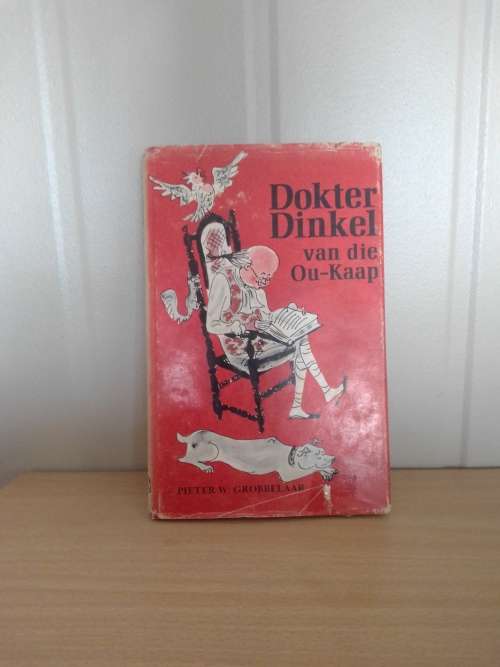 Dokter
Dinkel
van die
Ou-Kaap
PIETER W. GROBBELAAR